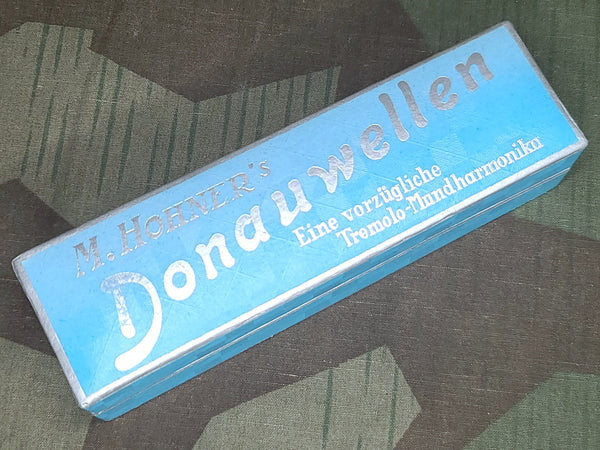 M. HOHNER's
Donauwellen
Eine vorzügliche
Tremolo-Mundharmonika